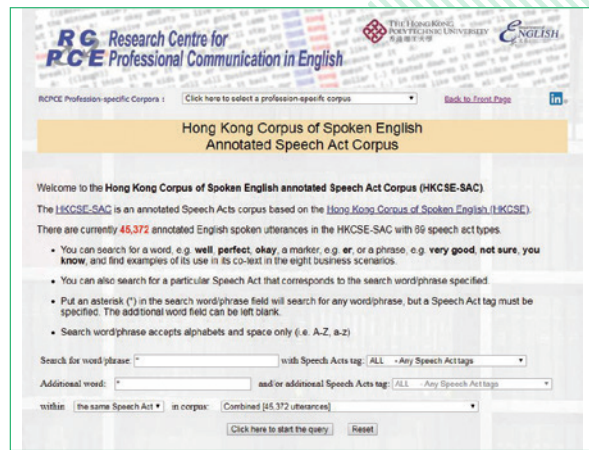 RC Research Centre for
PCE Professional Communication in English
THE HONG KONG
POLYTECHNIC UNIVERSITY
香港理工大學
ENGLISH
RCPCE Profession-specific Corpora :
Click here to select a profession-specific corpus
Back to Front Page
in
Hong Kong Corpus of Spoken English
Annotated Speech Act Corpus
Welcome to the Hong Kong Corpus of Spoken English annotated Speech Act Corpus (HKCSE-SAC).
The HKCSE-SAC is an annotated Speech Acts corpus based on the Hong Kong Corpus of Spoken English (HKCSE).
There are currently 45,372 annotated English spoken utterances in the HKCSE-SAC with 69 speech act types.
• You can search for a word, e.g. well, perfect, okay, a marker, e.g. er, or a phrase, e.g. very good, not sure, you
know, and find examples of its use in its co-text in the eight business scenarios.
• You can also search for a particular Speech Act that corresponds to the search word/phrase specified.
• Put an asterisk (*) in the search word/phrase field will search for any word/phrase, but a Speech Act tag must be
specified. The additional word field can be left blank.
• Search word/phrase accepts alphabets and space only (i.e. A-Z, a-z)
Search for word/phrase: * with Speech Acts tag: ALL - Any Speech Act tags
Additional word: * and/or additional Speech Acts tag: ALL - Any Speech Act tags
within the same Speech Act in corpus: Combined [45,372 utterances]
Click here to start the query Reset